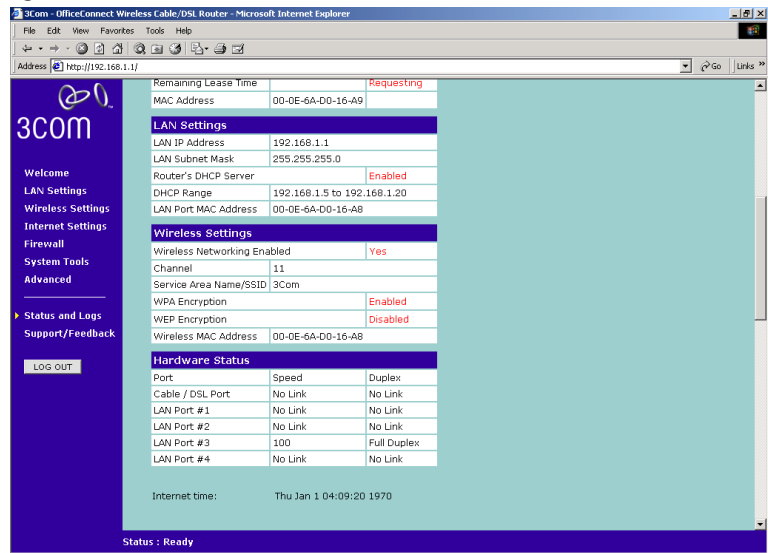 3Com - OfficeConnect Wireless Cable/DSL Router - Microsoft Internet Explorer
File Edit View Favorites Tools Help
Address http://192.168.1.1/ Go Links »
3COM
Welcome
LAN Settings
Wireless Settings
Internet Settings
Firewall
System Tools
Advanced
Status and Logs
Support/Feedback
LOG OUT
Remaining Lease Time Requesting
MAC Address 00-0E-6A-D0-16-A9
LAN Settings
LAN IP Address 192.168.1.1
LAN Subnet Mask 255.255.255.0
Router's DHCP Server Enabled
DHCP Range 192.168.1.5 to 192.168.1.20
LAN Port MAC Address 00-0E-6A-D0-16-A8
Wireless Settings
Wireless Networking Enabled Yes
Channel 11
Service Area Name/SSID 3Com
WPA Encryption Enabled
WEP Encryption Disabled
Wireless MAC Address 00-0E-6A-D0-16-A8
Hardware Status
Port Speed Duplex
Cable / DSL Port No Link No Link
LAN Port #1 No Link No Link
LAN Port #2 No Link No Link
LAN Port #3 100 Full Duplex
LAN Port #4 No Link No Link
Internet time: Thu Jan 1 04:09:20 1970
Status : Ready